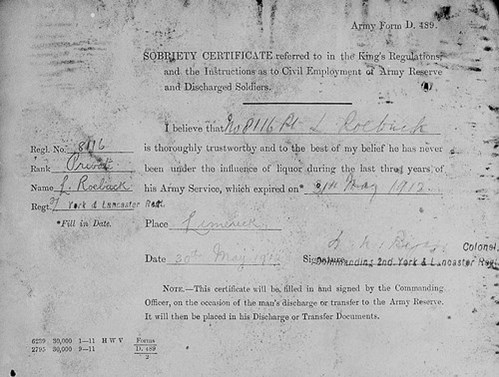 Army Form D. 489.
SOBRIETY CERTIFICATE referred to in the King's Regulations,
and the Instructions as to Civil Employment of Army Reserve
and Discharged Soldiers.
I believe that No 8116 Pt L Roebuck
Regl. No. 8116
is thoroughly trustworthy and to the best of my belief he has never
Rank Private
been under the influence of liquor during the last three years of
Name L. Roebuck
his Army Service, which expired on* 31st May 1912
Regt. 2/ York & Lancaster Regt.
*Fill in Date.
Place Limerick
Colonel,
Date 30th May 1912
Signature
Commanding 2nd. York & Lancaster Regt.
NOTE.—This certificate will be filled in and signed by the Commanding
Officer, on the occasion of the man's discharge or transfer to the Army Reserve.
It will then be placed in his Discharge or Transfer Documents.
6239 30,000 1—11 H W V Forms
2795 30,000 9—11 D. 489
2